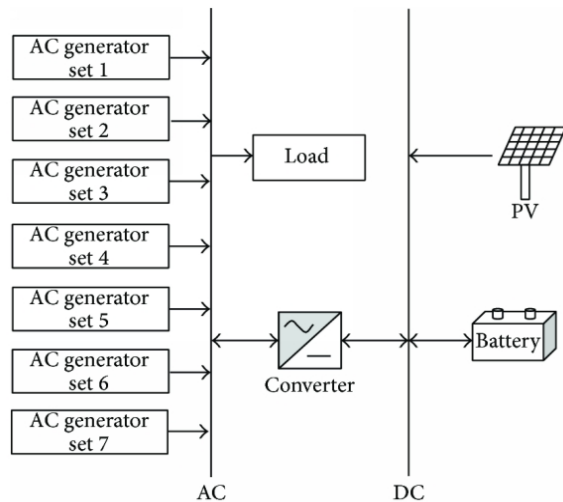 AC generator
set 1
AC generator
set 2
AC generator
set 3
AC generator
set 4
AC generator
set 5
AC generator
set 6
AC generator
set 7
Load
PV
Converter
Battery
AC
DC